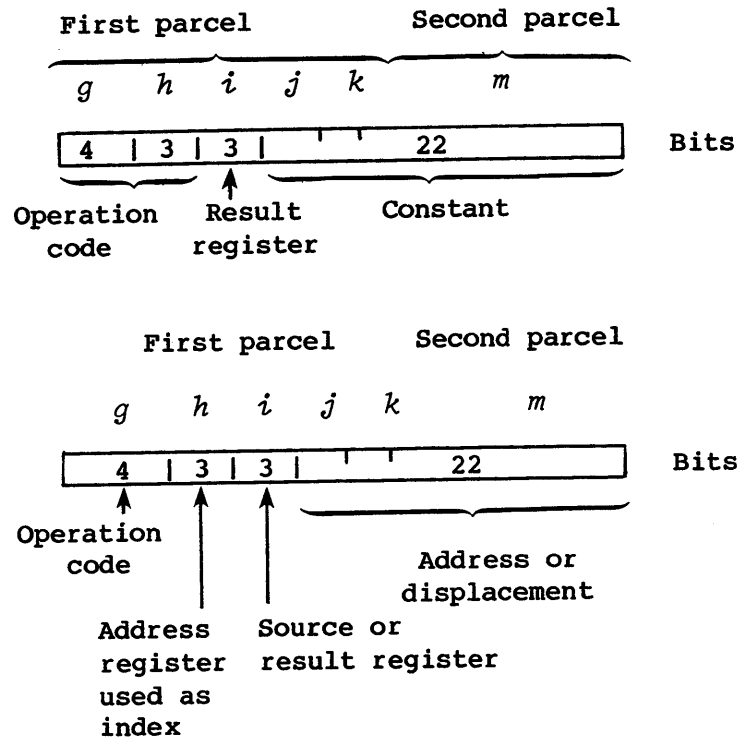 First parcel Second parcel
g h i j k m
4 3 3 22 Bits
Operation code Result register Constant
First parcel Second parcel
g h i j k m
4 3 3 22 Bits
Operation code
Address or displacement
Address register used as index
Source or result register